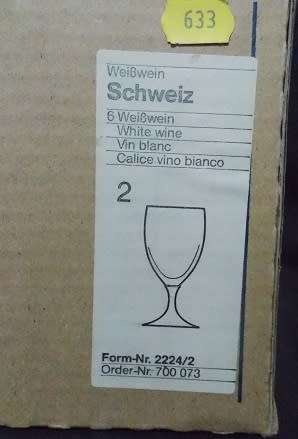 633
Weißwein
Schweiz
6 Weißwein
White wine
Vin blanc
Calice vino bianco
2
Form-Nr. 2224/2
Order-Nr. 700 073